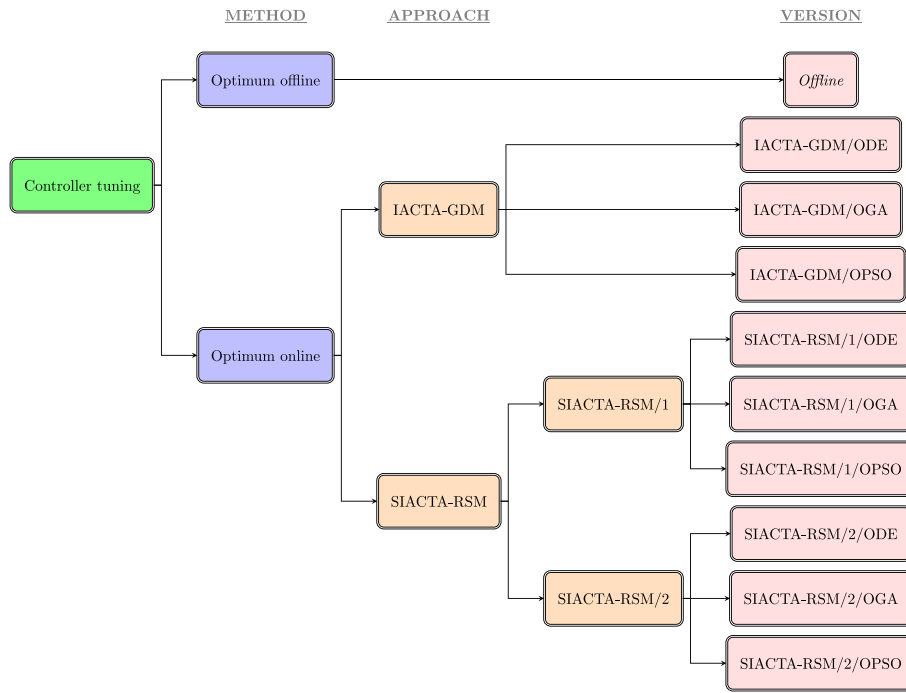 METHOD
APPROACH
VERSION
Optimum offline
Offline
IACTA-GDM/ODE
Controller tuning
IACTA-GDM
IACTA-GDM/OGA
IACTA-GDM/OPSO
SIACTA-RSM/1/ODE
Optimum online
SIACTA-RSM/1
SIACTA-RSM/1/OGA
SIACTA-RSM/1/OPSO
SIACTA-RSM
SIACTA-RSM/2/ODE
SIACTA-RSM/2
SIACTA-RSM/2/OGA
SIACTA-RSM/2/OPSO